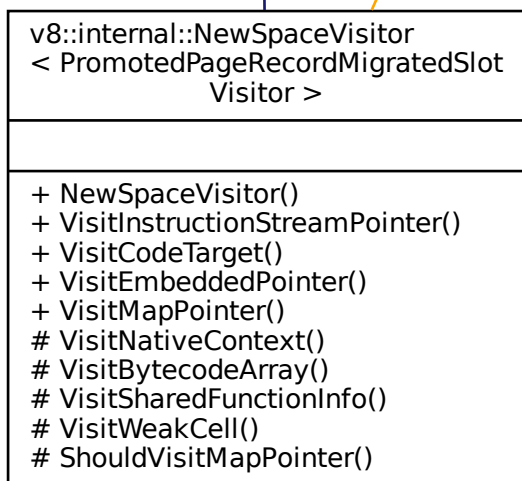 v8::internal::NewSpaceVisitor
< PromotedPageRecordMigratedSlot
Visitor >
+ NewSpaceVisitor()
+ VisitInstructionStreamPointer()
+ VisitCodeTarget()
+ VisitEmbeddedPointer()
+ VisitMapPointer()
# VisitNativeContext()
# VisitBytecodeArray()
# VisitSharedFunctionInfo()
# VisitWeakCell()
# ShouldVisitMapPointer()